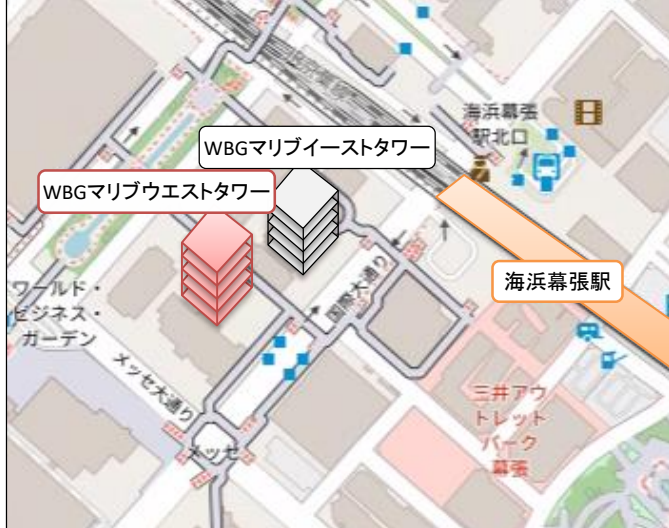 海浜幕張
駅北口
WBGマリブイーストタワー
WBGマリブウエストタワー
海浜幕張駅
国際大通り
ワールド・
ビジネス・
ガーデン
メッセ大通り
メッセ
三井アウ
トレット
パーク
幕張